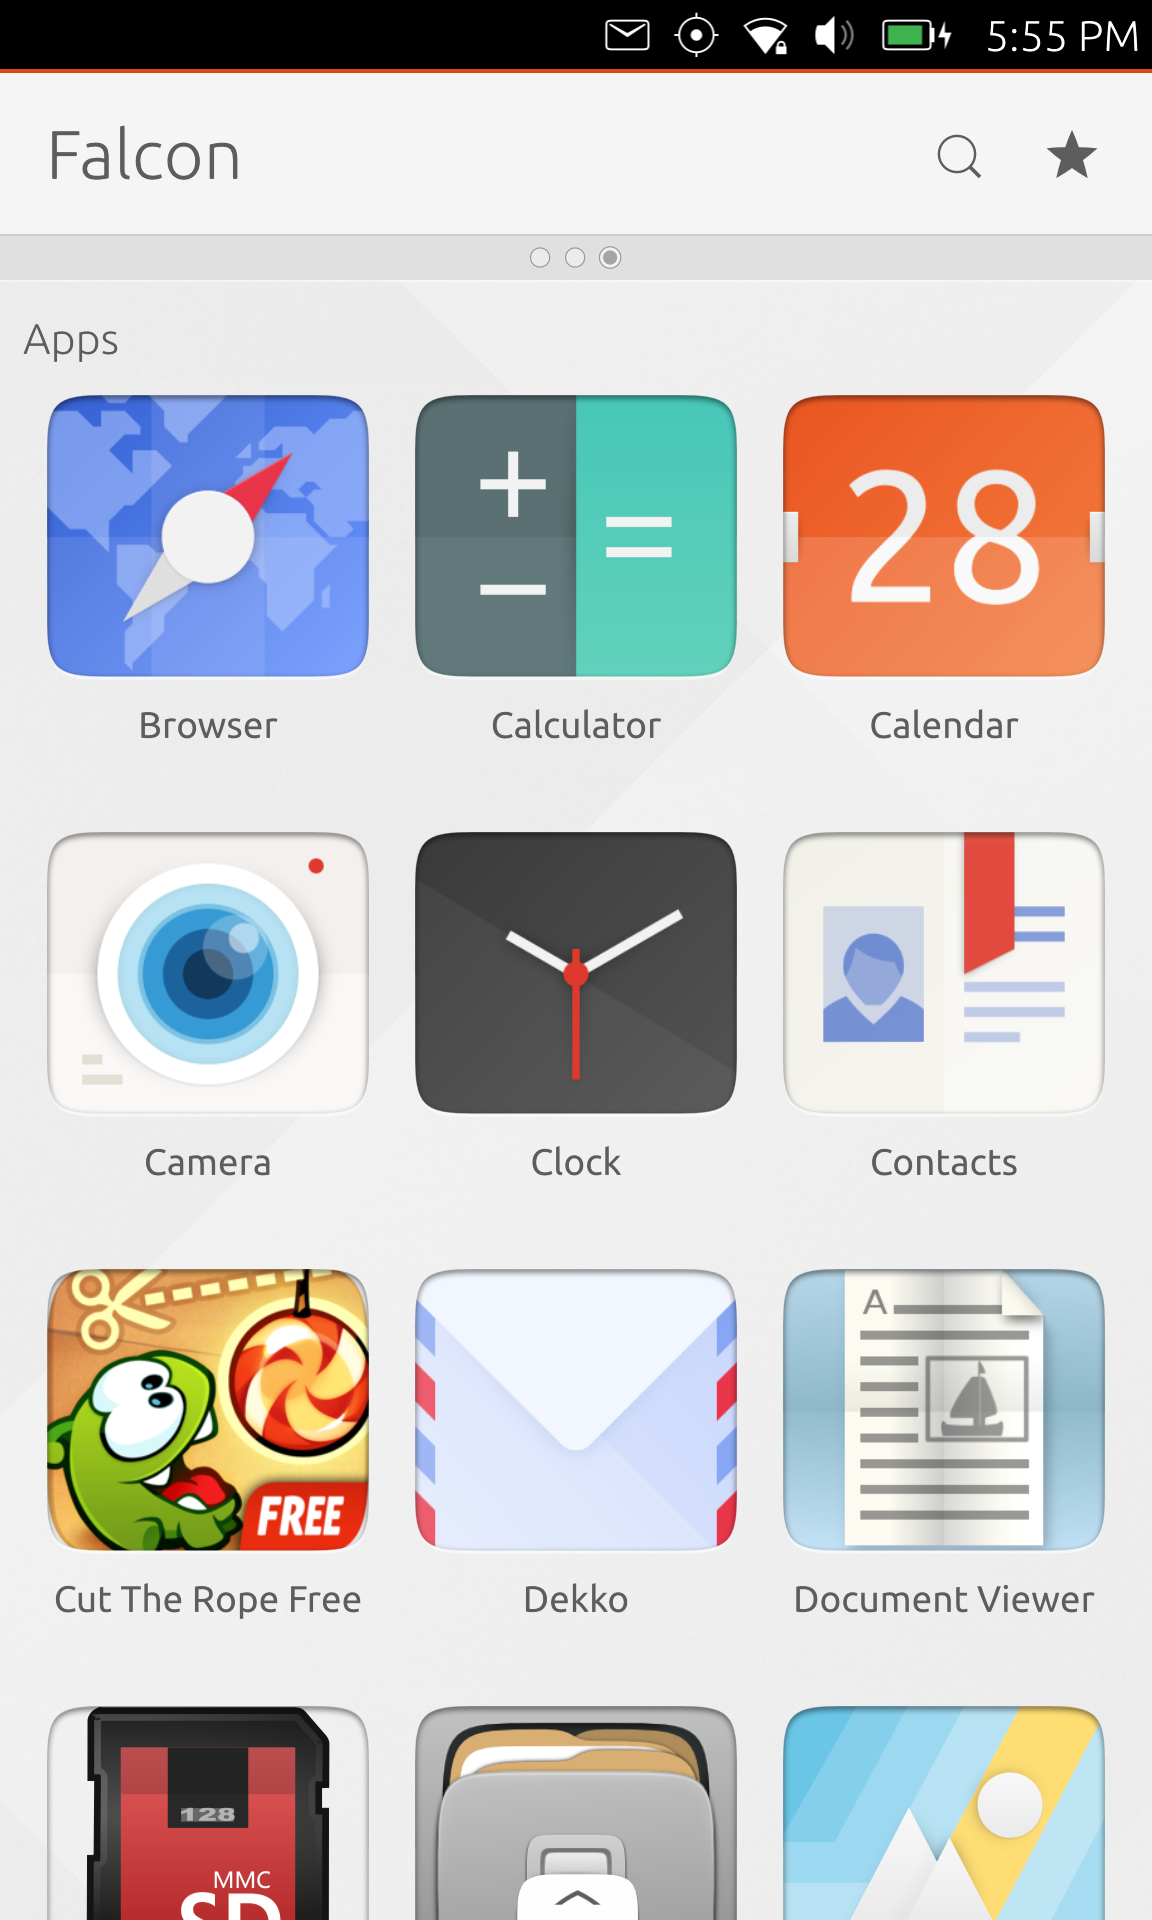 5:55 PM
Falcon
Apps
28
Browser
Calculator
Calendar
Camera
Clock
Contacts
FREE
A
Cut The Rope Free
Dekko
Document Viewer
128
MMC
SD